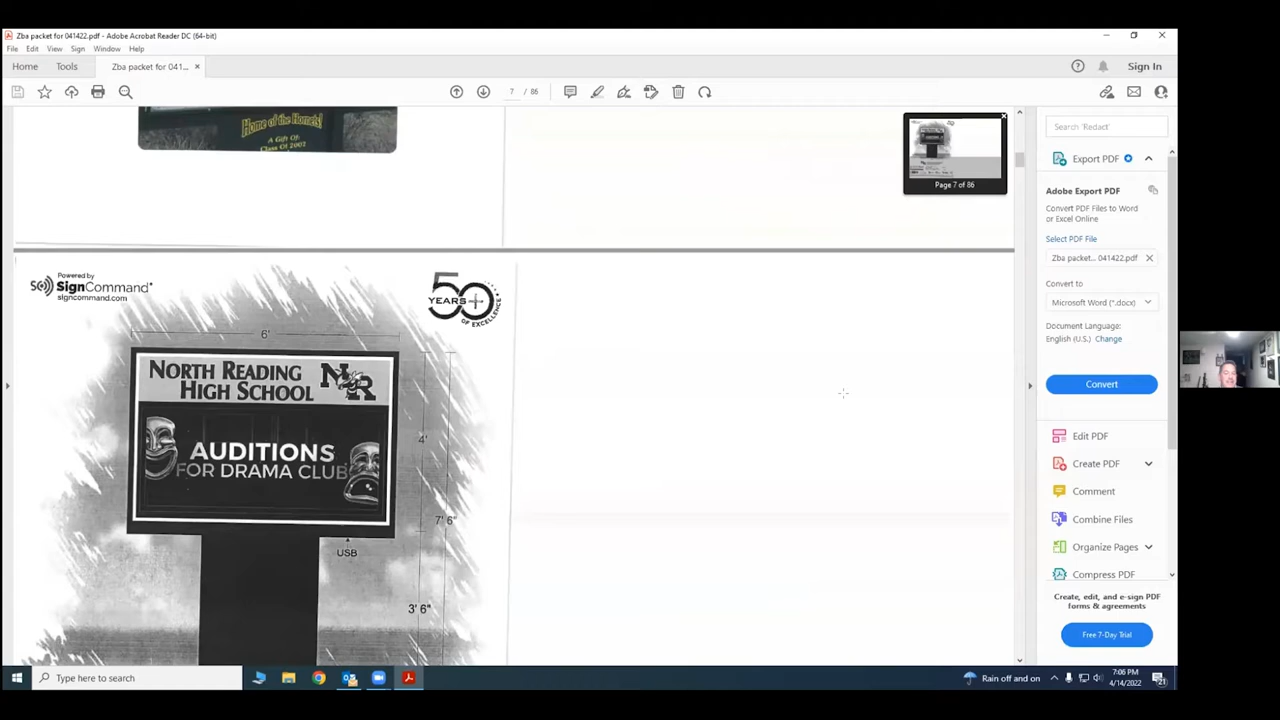 Zba packet for 041422.pdf - Adobe Acrobat Reader DC (64-bit)
File Edit View Sign Window Help
Home Tools Zba packet for 041... × Sign In
7 / 86
Home of the Hornets!
A Gift Of:
Class Of 2002
Page 7 of 86
Powered by
SignCommand
signcommand.com
50
YEARS+
OF EXCELLENCE
6'
NORTH READING
HIGH SCHOOL
NR
AUDITIONS
FOR DRAMA CLUB
4'
7' 6"
USB
3' 6"
Search 'Redact'
Export PDF
Adobe Export PDF
Convert PDF Files to Word
or Excel Online
Select PDF File
Zba packet... 041422.pdf
Convert to
Microsoft Word (*.docx)
Document Language:
English (U.S.) Change
Convert
Edit PDF
Create PDF
Comment
Combine Files
Organize Pages
Compress PDF
Create, edit, and e-sign PDF
forms & agreements
Free 7-Day Trial
Type here to search
Rain off and on
7:06 PM
4/14/2022
21